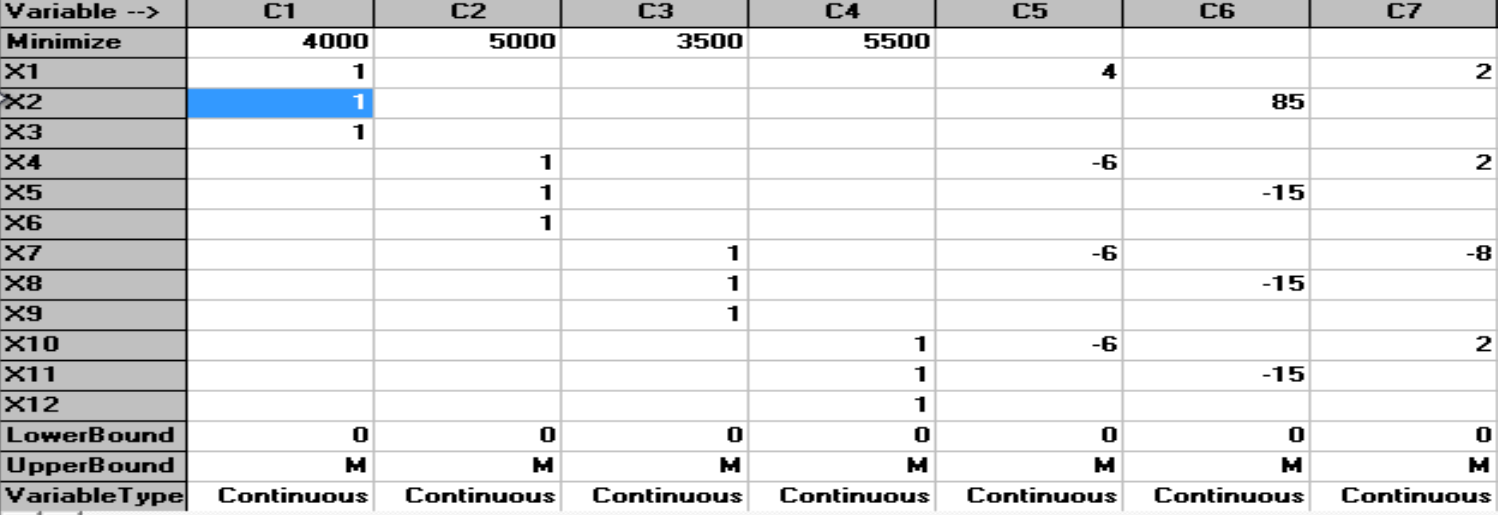 Variable --> C1 C2 C3 C4 C5 C6 C7
Minimize 4000 5000 3500 5500
X1 1 4 2
X2 1 85
X3 1
X4 1 -6 2
X5 1 -15
X6 1
X7 1 -6 -8
X8 1 -15
X9 1
X10 1 -6 2
X11 1 -15
X12 1
LowerBound 0 0 0 0 0 0 0
UpperBound M M M M M M M
VariableType Continuous Continuous Continuous Continuous Continuous Continuous Continuous